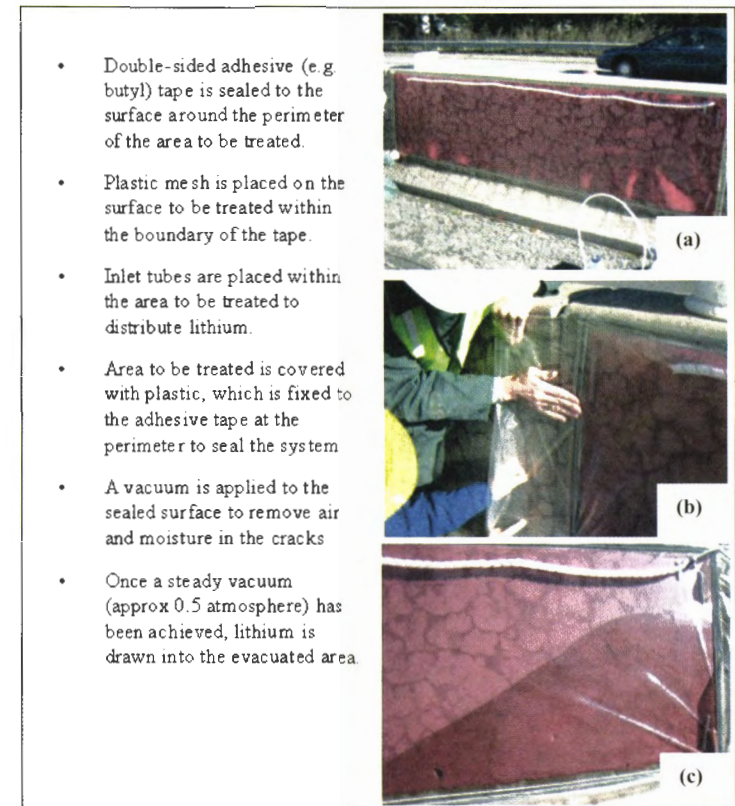 • Double-sided adhesive (e.g.
butyl) tape is sealed to the
surface around the perimeter
of the area to be treated.
• Plastic mesh is placed on the
surface to be treated within
the boundary of the tape.
• Inlet tubes are placed within
the area to be treated to
distribute lithium.
• Area to be treated is covered
with plastic, which is fixed to
the adhesive tape at the
perimeter to seal the system
• A vacuum is applied to the
sealed surface to remove air
and moisture in the cracks
• Once a steady vacuum
(approx 0.5 atmosphere) has
been achieved, lithium is
drawn into the evacuated area.
(a)
(b)
(c)